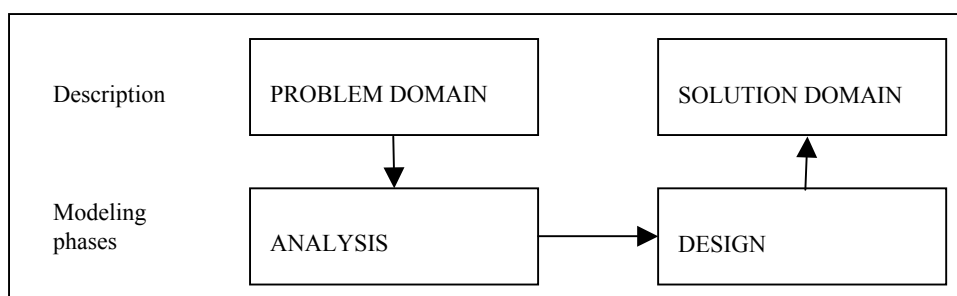 Description
PROBLEM DOMAIN
SOLUTION DOMAIN
Modeling
phases
ANALYSIS
DESIGN